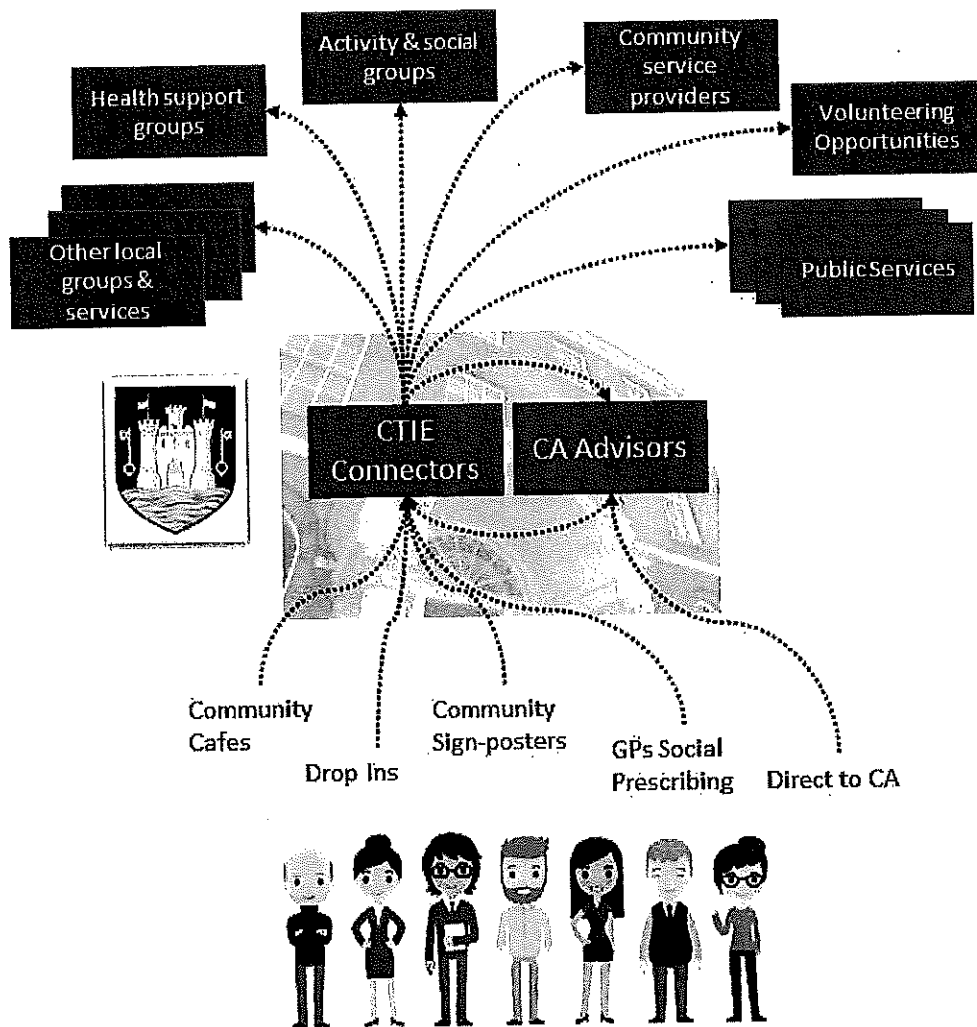 Activity & social
groups
Community
service
providers
Health support
groups
Volunteering
Opportunities
Other local
groups &
services
Public Services
CTIE
Connectors
CA Advisors
Community
Cafes
Drop Ins
Community
Sign-posters
GPs Social
Prescribing
Direct to CA